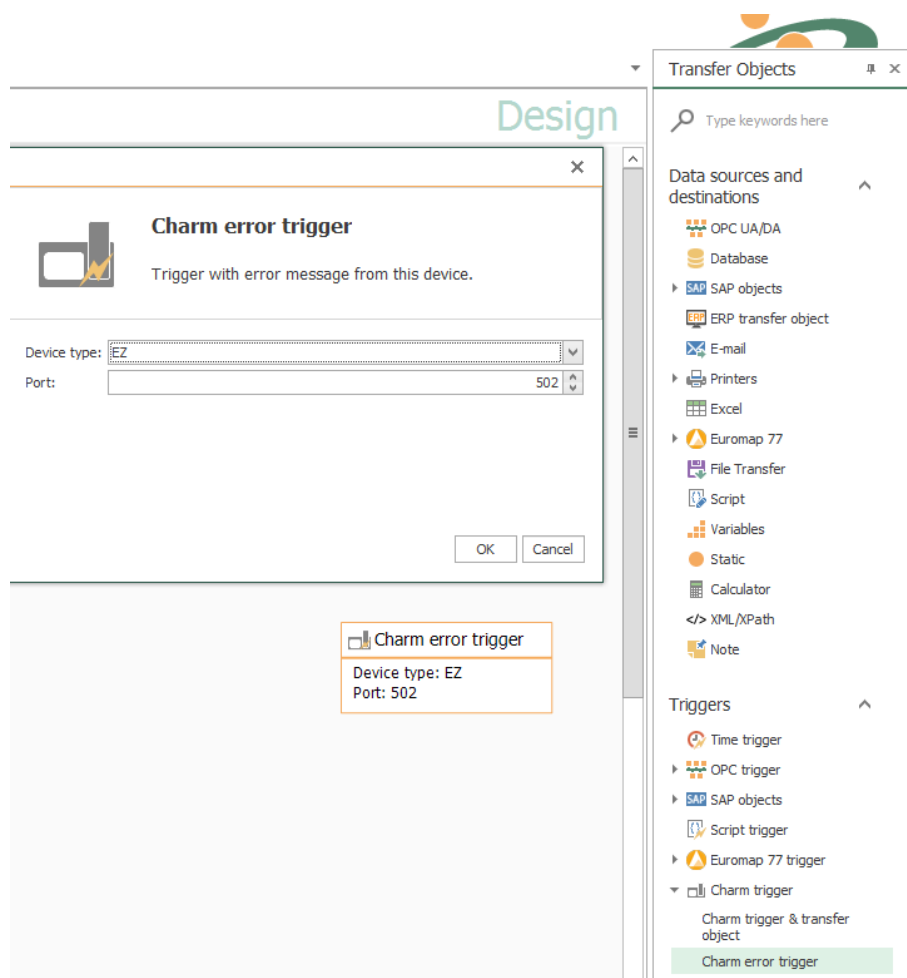 Design
Charm error trigger
Trigger with error message from this device.
Device type: EZ
Port: 502
OK Cancel
Charm error trigger
Device type: EZ
Port: 502
Transfer Objects
Type keywords here
Data sources and
destinations
OPC UA/DA
Database
SAP SAP objects
ERP ERP transfer object
E-mail
Printers
Excel
Euromap 77
File Transfer
Script
Variables
Static
Calculator
</> XML/XPath
Note
Triggers
Time trigger
OPC trigger
SAP SAP objects
Script trigger
Euromap 77 trigger
Charm trigger
Charm trigger & transfer
object
Charm error trigger